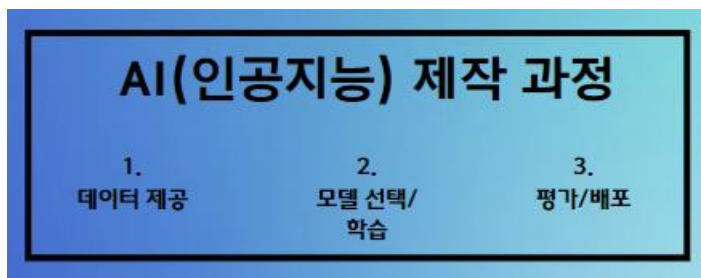 AI(인공지능) 제작 과정
1.
데이터 제공
2.
모델 선택/
학습
3.
평가/배포